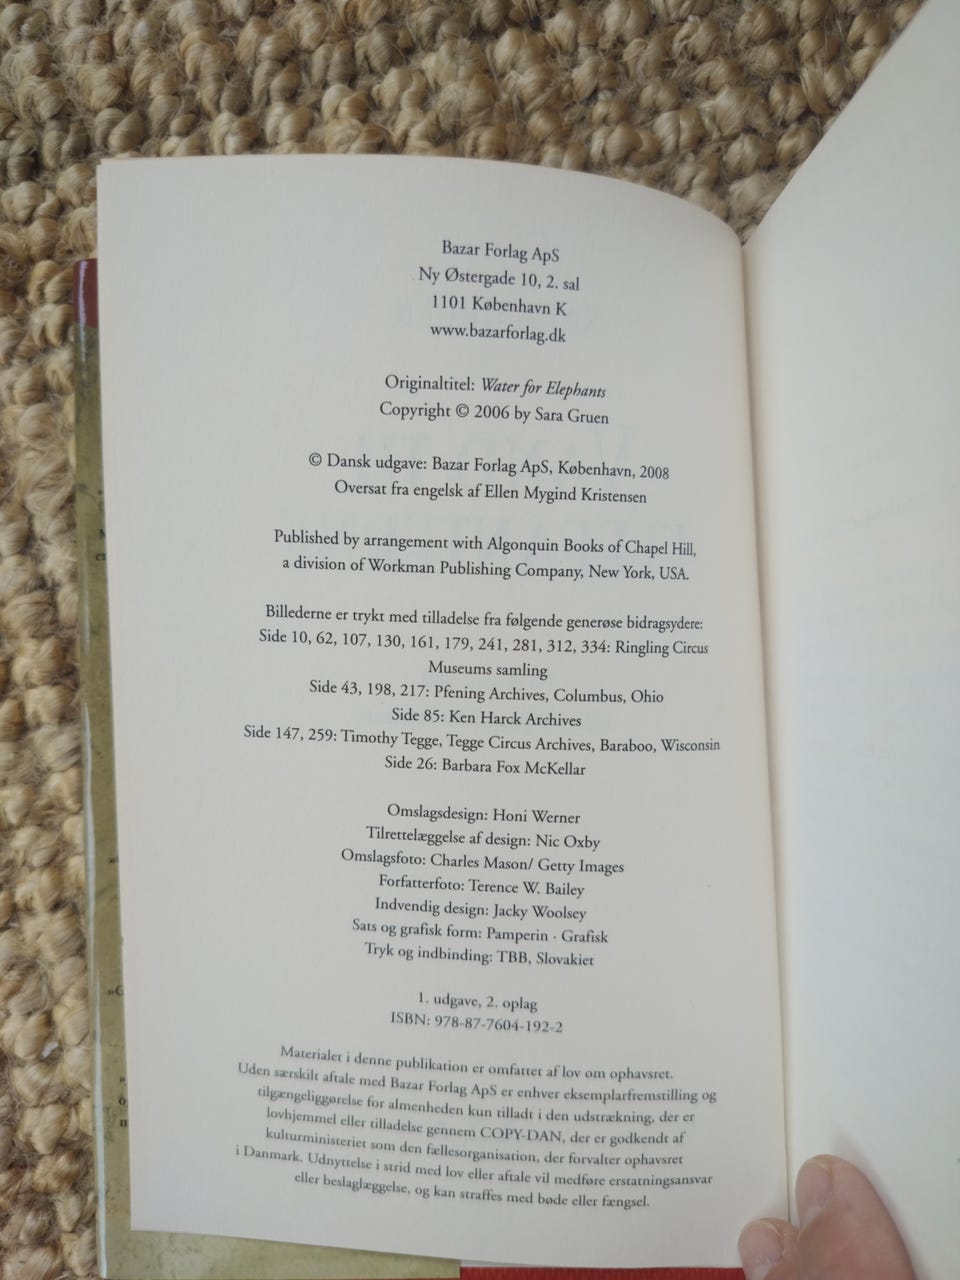 Bazar Forlag ApS
Ny Østergade 10, 2. sal
1101 København K
www.bazarforlag.dk
Originaltitel: Water for Elephants
Copyright © 2006 by Sara Gruen
© Dansk udgave: Bazar Forlag ApS, København, 2008
Oversat fra engelsk af Ellen Mygind Kristensen
Published by arrangement with Algonquin Books of Chapel Hill,
a division of Workman Publishing Company, New York, USA.
Billederne er trykt med tilladelse fra følgende generøse bidragsydere:
Side 10, 62, 107, 130, 161, 179, 241, 281, 312, 334: Ringling Circus
Museums samling
Side 43, 198, 217: Pfening Archives, Columbus, Ohio
Side 85: Ken Harck Archives
Side 147, 259: Timothy Tegge, Tegge Circus Archives, Baraboo, Wisconsin
Side 26: Barbara Fox McKellar
Omslagsdesign: Honi Werner
Tilrettelæggelse af design: Nic Oxby
Omslagsfoto: Charles Mason/ Getty Images
Forfatterfoto: Terence W. Bailey
Indvendig design: Jacky Woolsey
Sats og grafisk form: Pamperin · Grafisk
Tryk og indbinding: TBB, Slovakiet
1. udgave, 2. oplag
ISBN: 978-87-7604-192-2
Materialet i denne publikation er omfattet af lov om ophavsret.
Uden særskilt aftale med Bazar Forlag ApS er enhver eksemplarfremstilling og
tilgængeliggørelse for almenheden kun tilladt i den udstrækning, der er
lovhjemmel eller tilladelse gennem COPY-DAN, der er godkendt af
kulturministeriet som den fællesorganisation, der forvalter ophavsret
i Danmark. Udnyttelse i strid med lov eller aftale vil medføre erstatningsansvar
eller beslaglæggelse, og kan straffes med bøde eller fængsel.